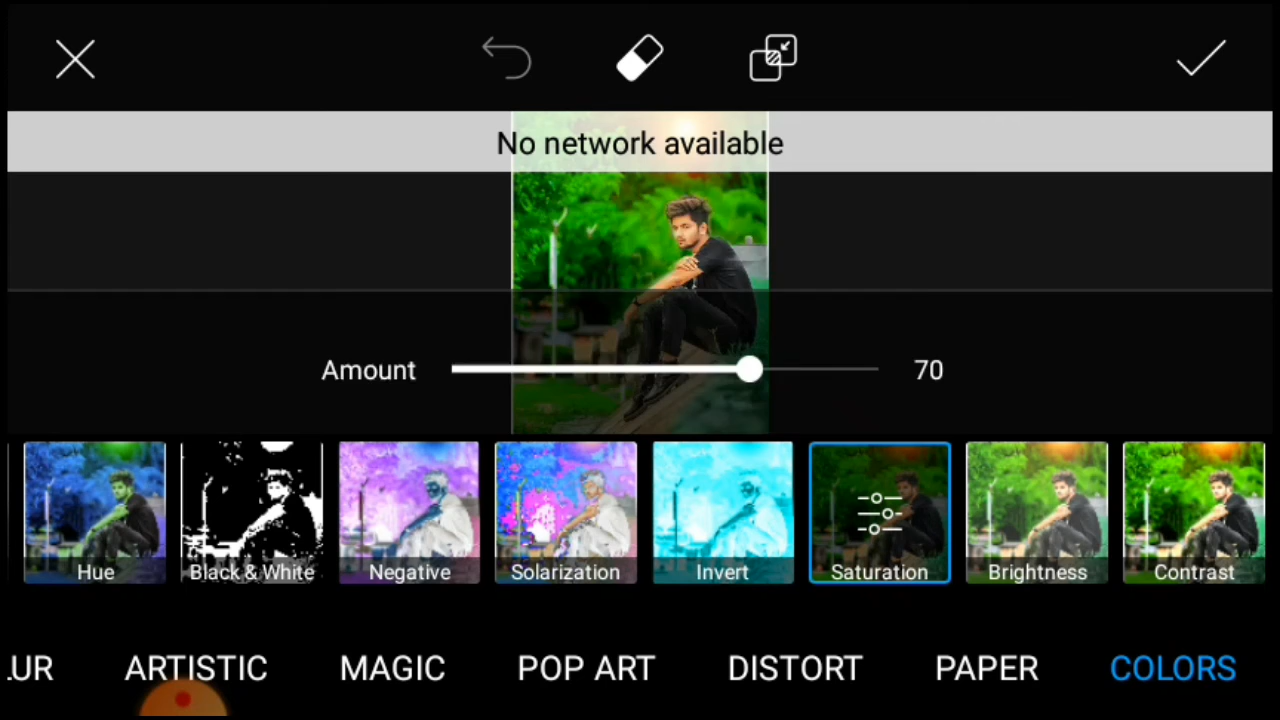 No network available
Amount 70
Hue Black & White Negative Solarization Invert Saturation Brightness Contrast
.UR ARTISTIC MAGIC POP ART DISTORT PAPER COLORS